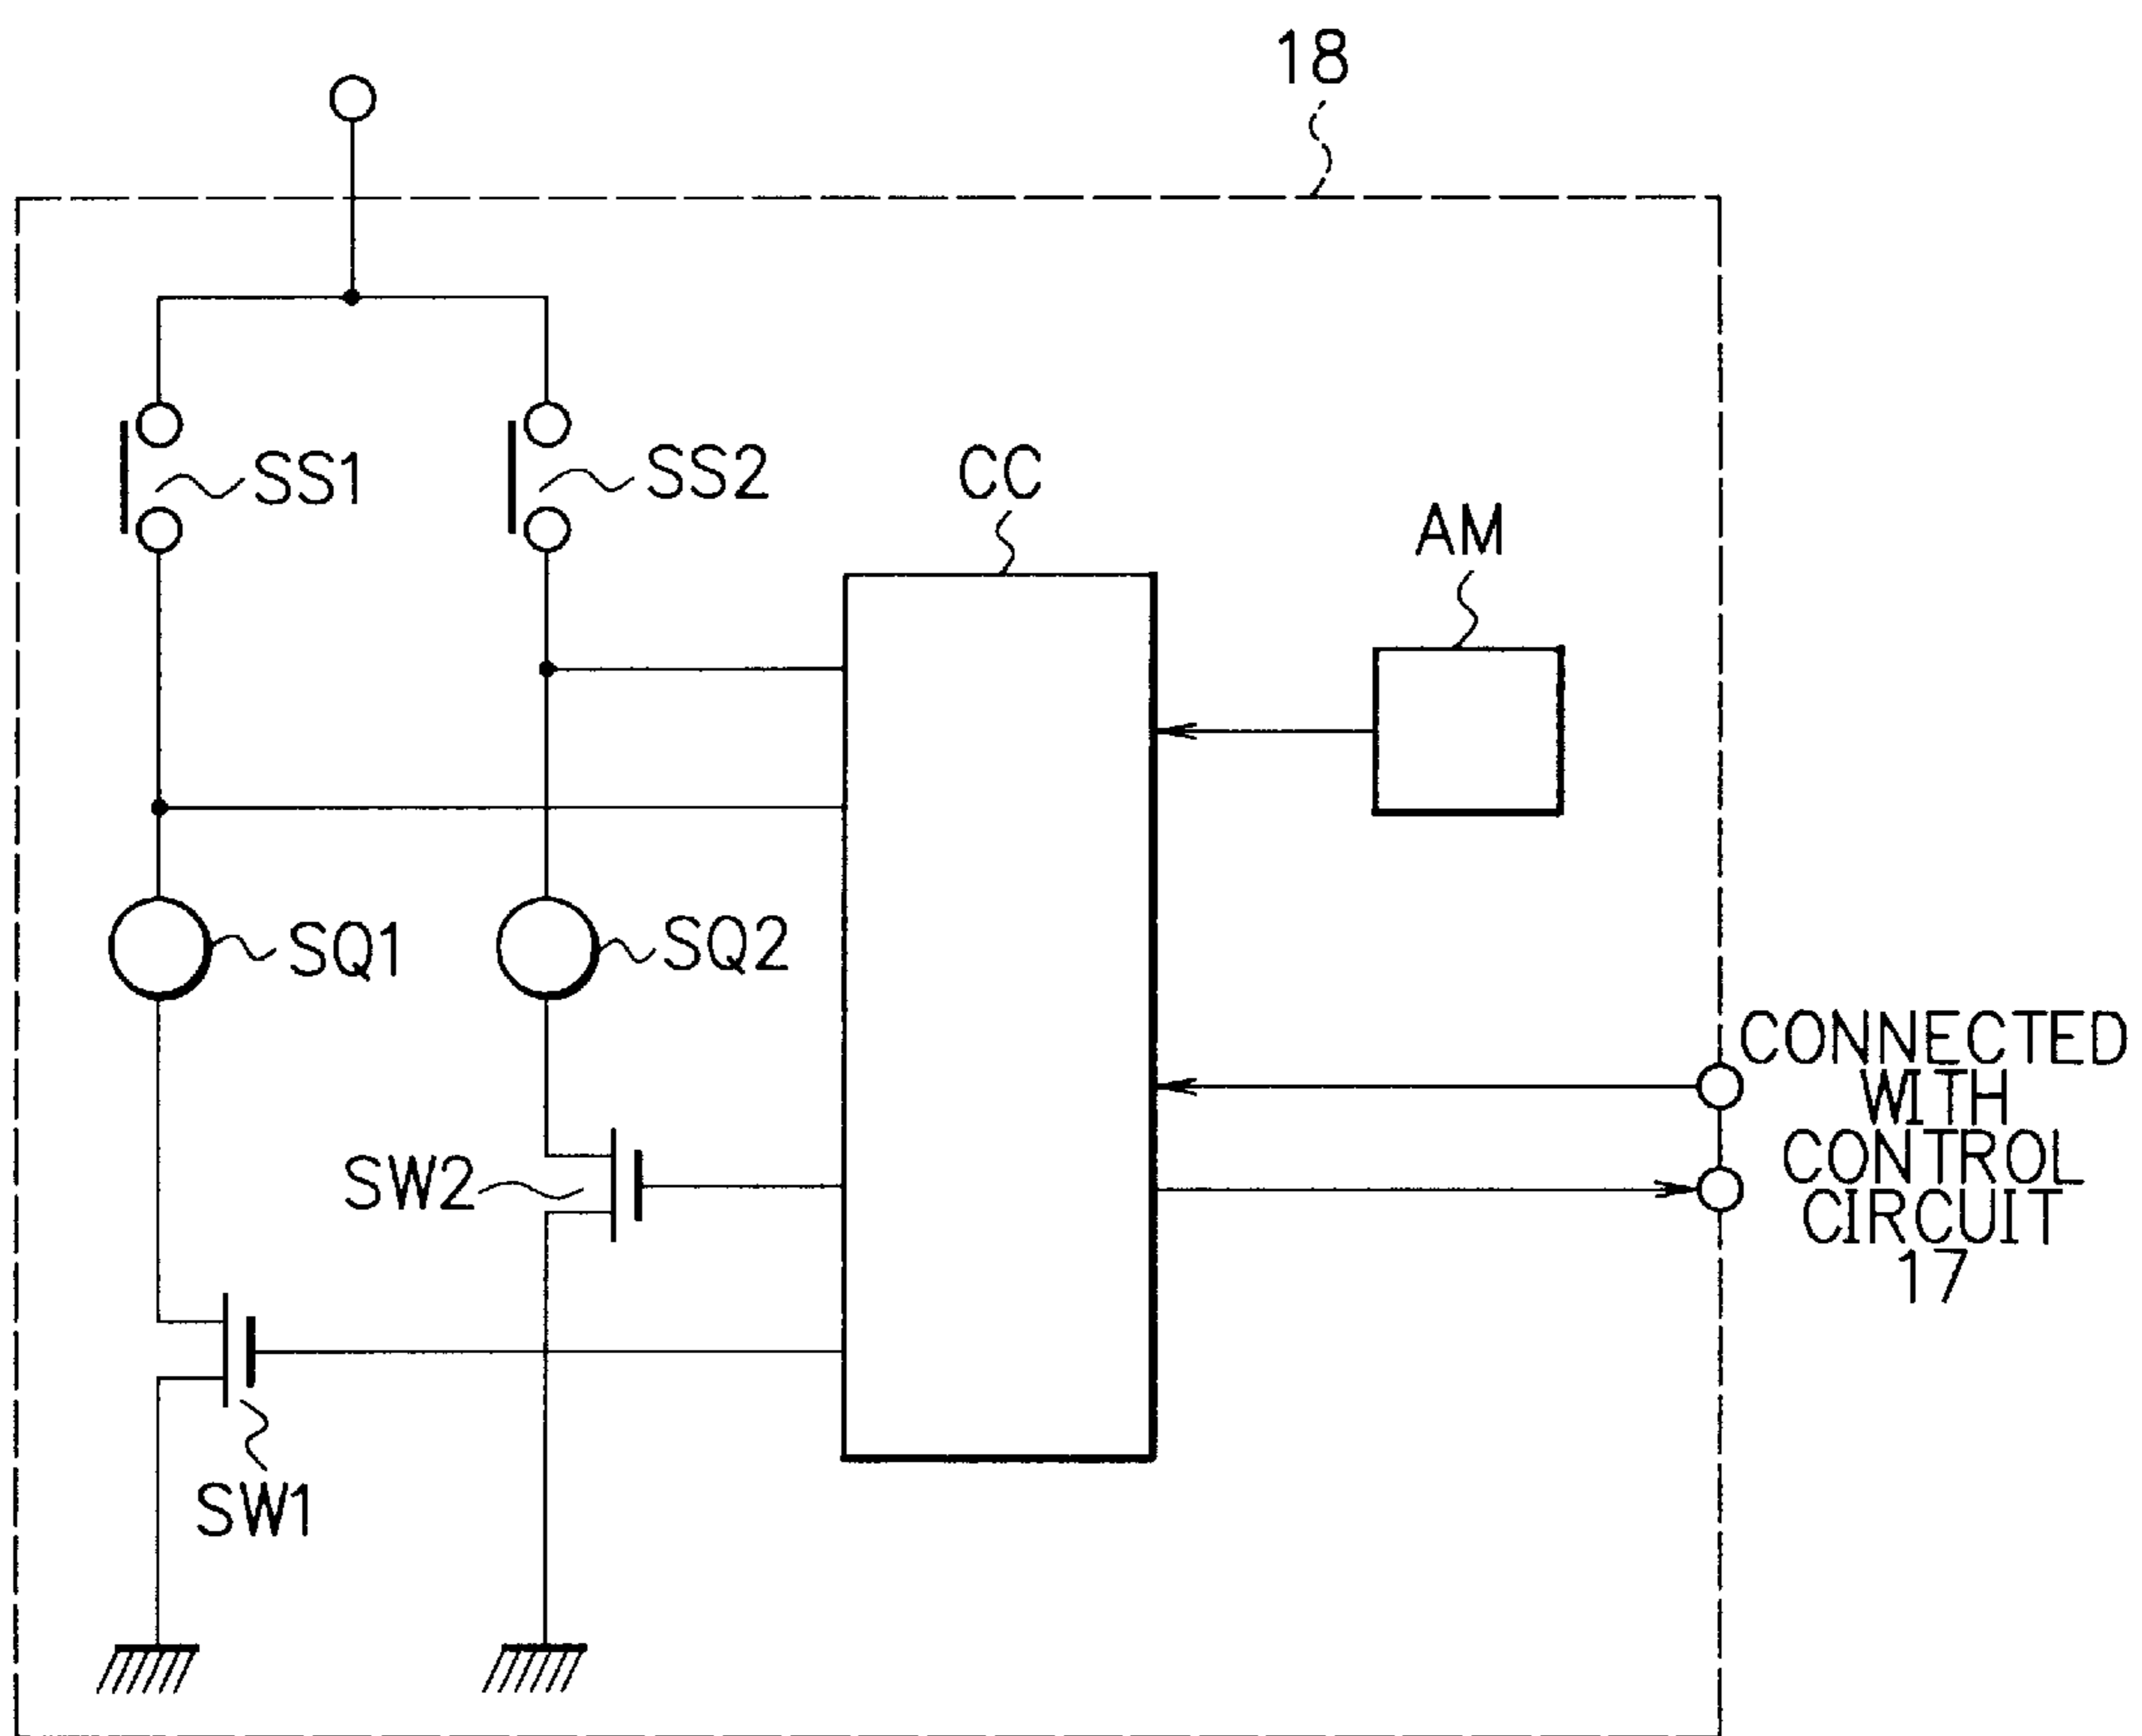 18
SS1
SS2
CC
AM
SQ1
SQ2
CONNECTED
WITH
CONTROL
CIRCUIT
17
SW2
SW1